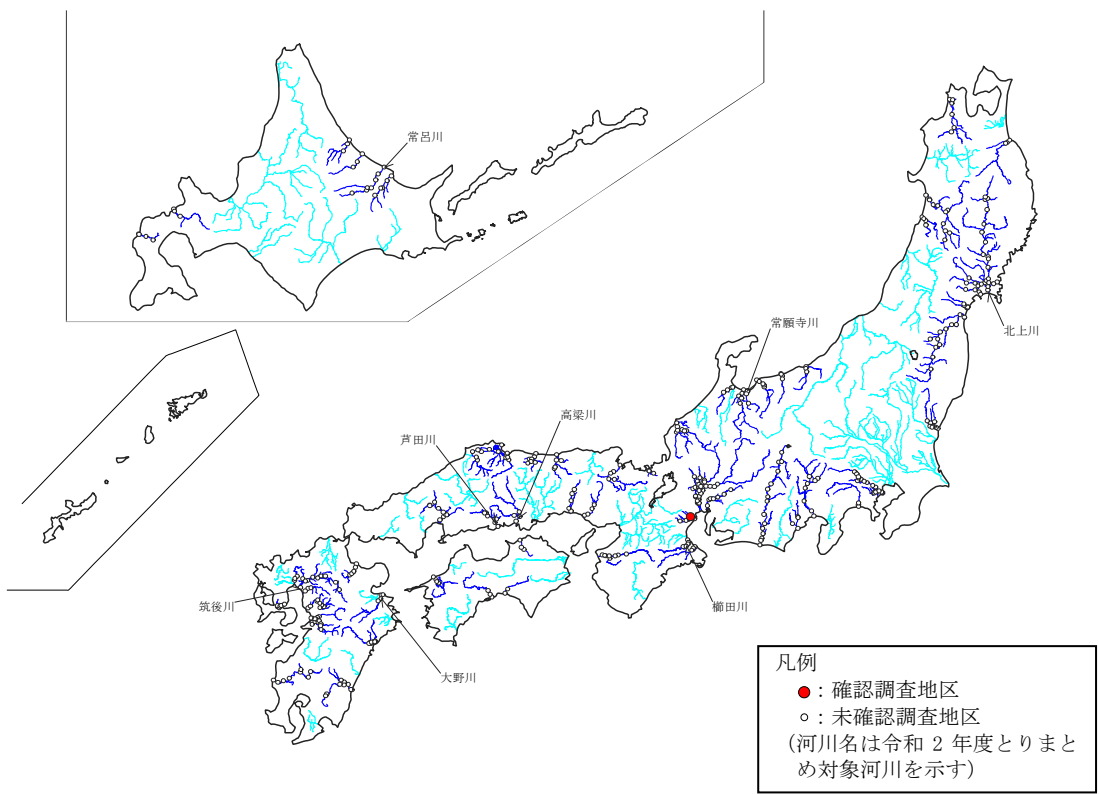 常呂川
北上川
常願寺川
高梁川
芦田川
筑後川
櫛田川
大野川
凡例
：確認調査地区
：未確認調査地区
（河川名は令和 2 年度とりまと
め対象河川を示す）